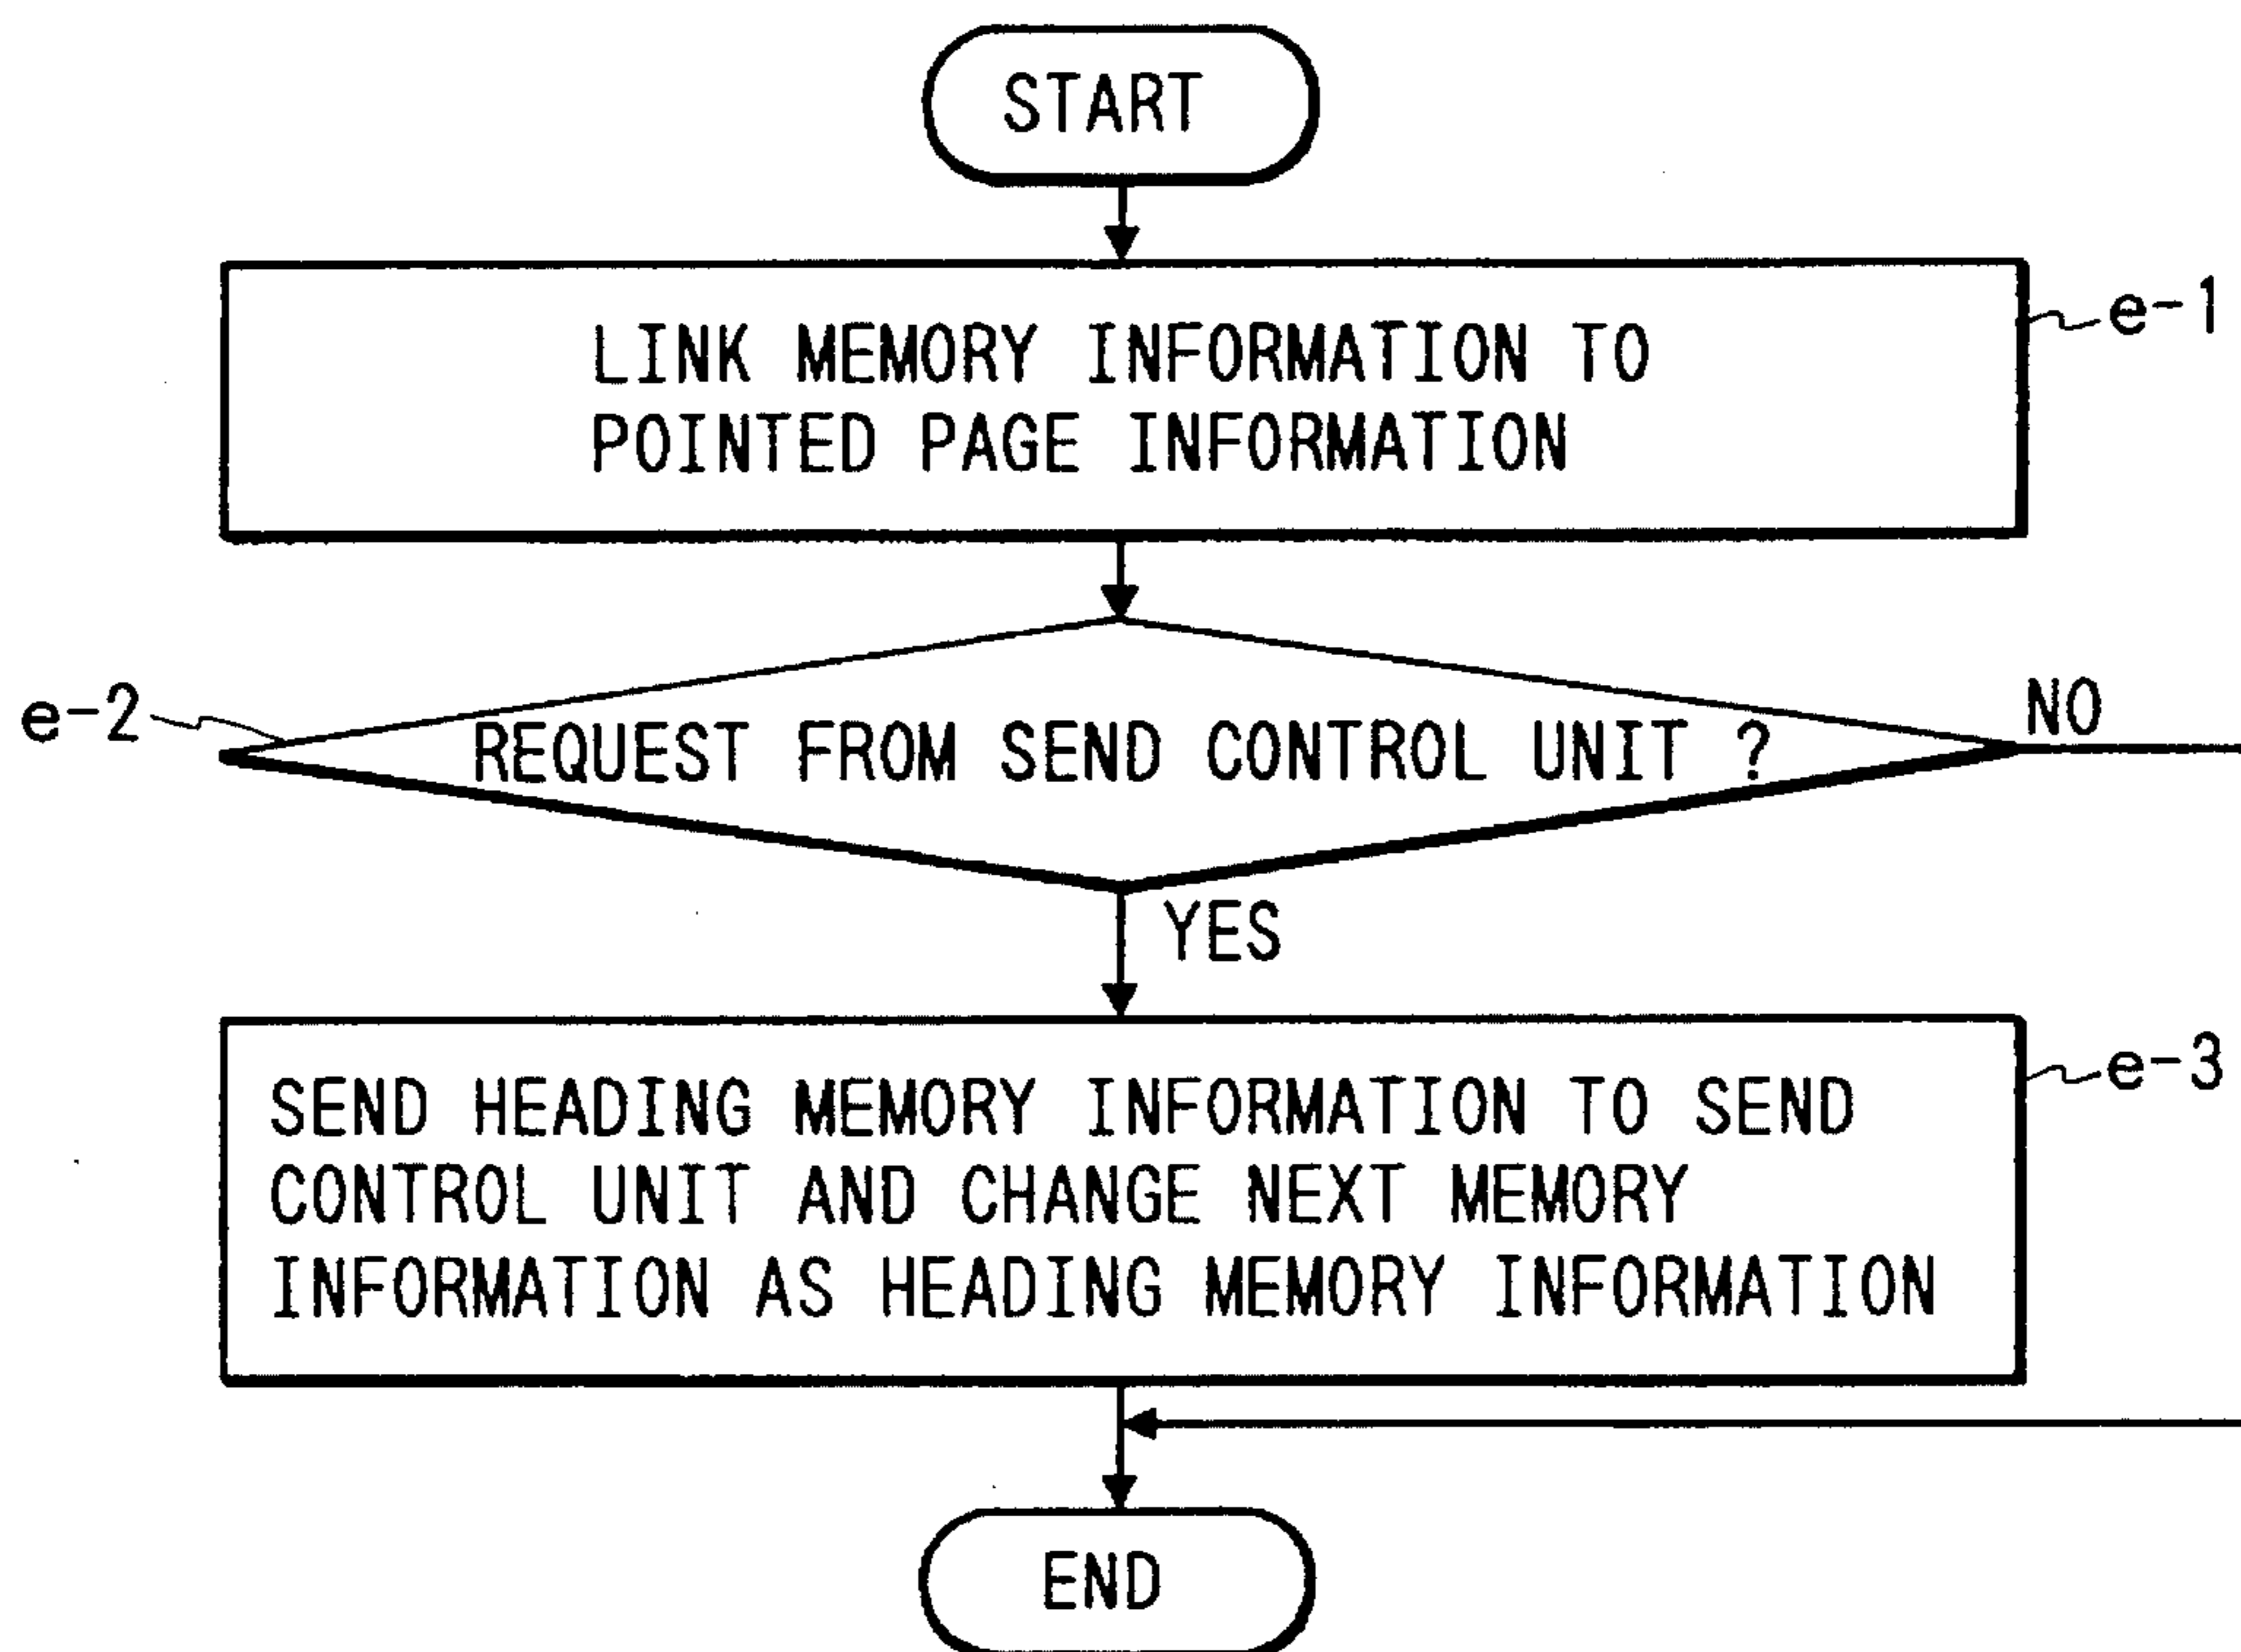 START
LINK MEMORY INFORMATION TO
POINTED PAGE INFORMATION
e-1
e-2
REQUEST FROM SEND CONTROL UNIT ?
NO
YES
SEND HEADING MEMORY INFORMATION TO SEND
CONTROL UNIT AND CHANGE NEXT MEMORY
INFORMATION AS HEADING MEMORY INFORMATION
e-3
END